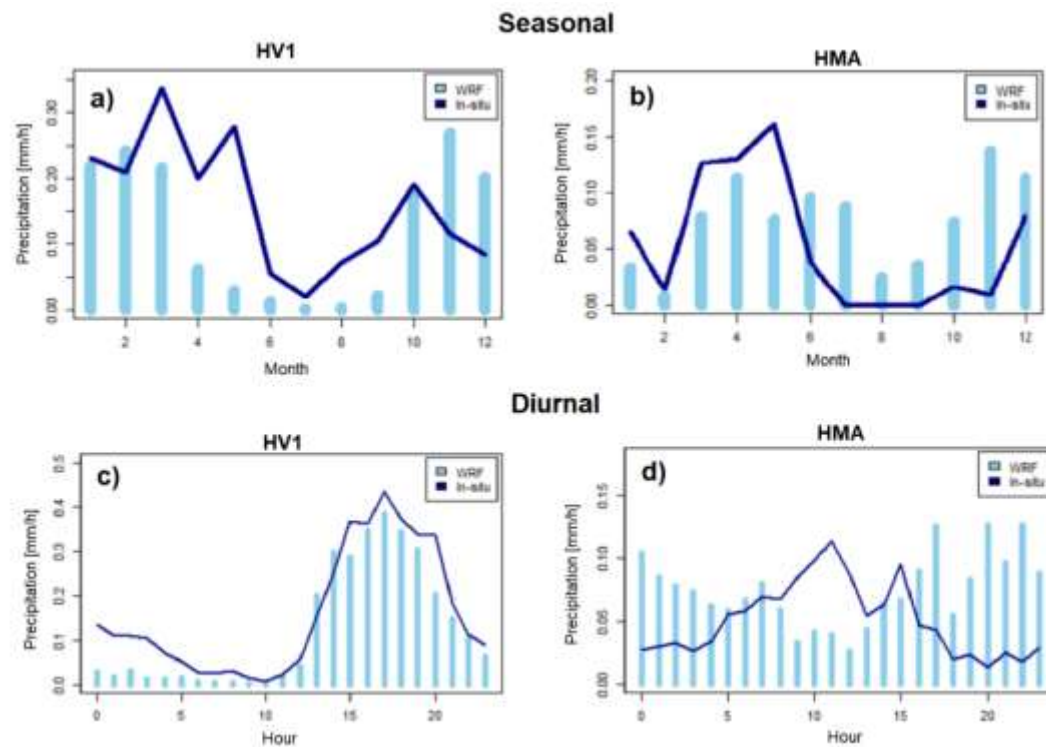 Seasonal
HV1
a)
WRF
In-situ
Precipitation [mm/h]
0.00 0.10 0.20 0.30
2 4 6 8 10 12
Month
HMA
b)
WRF
In-situ
Precipitation [mm/h]
0.00 0.05 0.10 0.15 0.20
2 4 6 8 10 12
Month
Diurnal
HV1
c)
WRF
In-situ
Precipitation [mm/h]
0.0 0.1 0.2 0.3 0.4 0.5
0 5 10 15 20
Hour
HMA
d)
WRF
In-situ
Precipitation [mm/h]
0.00 0.05 0.10 0.15
0 5 10 15 20
Hour